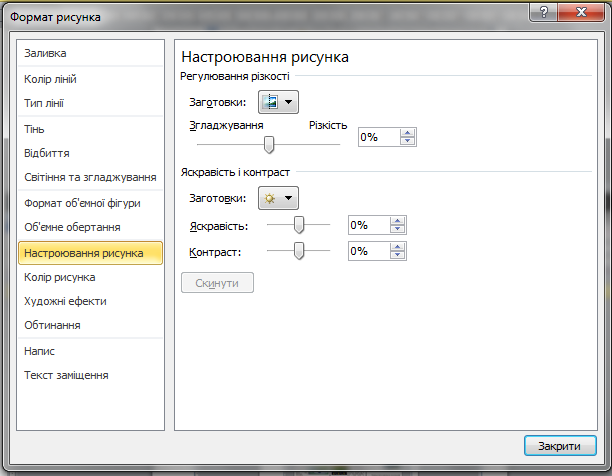 Формат рисунка
Заливка
Колір ліній
Тип лінії
Тінь
Відбиття
Світіння та згладжування
Формат об'ємної фігури
Об'ємне обертання
Настроювання рисунка
Колір рисунка
Художні ефекти
Обтинання
Напис
Текст заміщення
Настроювання рисунка
Регулювання різкості
Заготовки:
Згладжування Різкість
0%
Яскравість і контраст
Заготовки:
Яскравість: 0%
Контраст: 0%
Скинути
Закрити